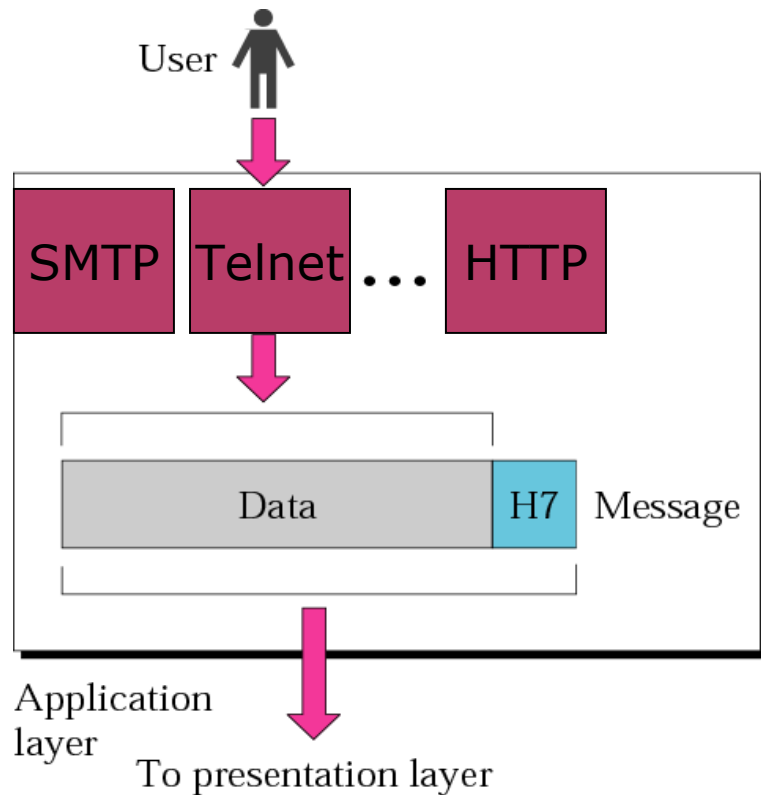 User
SMTP Telnet ... HTTP
Data H7 Message
Application
layer
To presentation layer